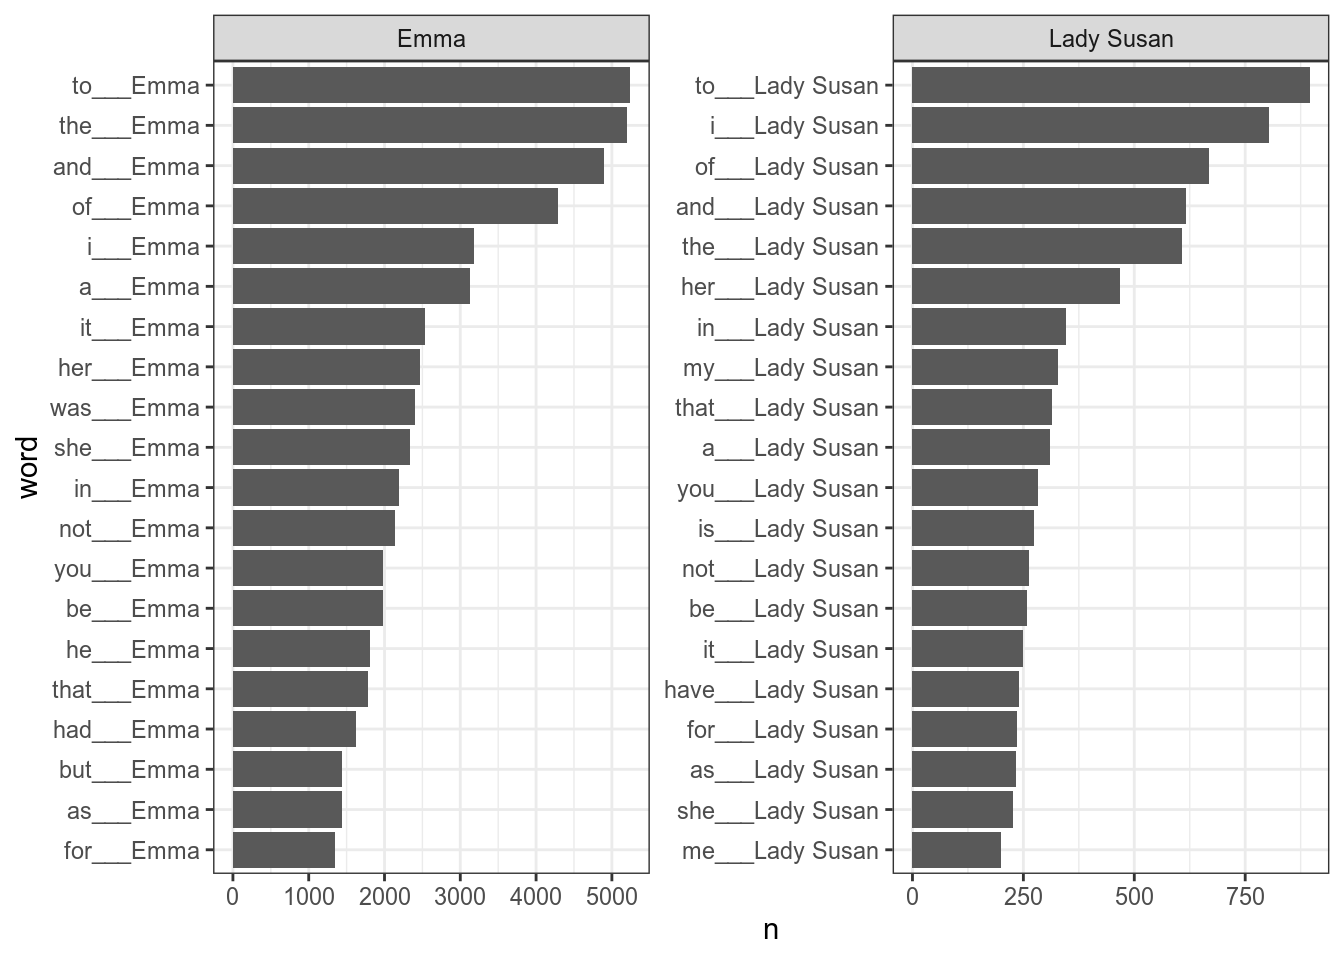 Emma
to___Emma
the___Emma
and___Emma
of___Emma
i___Emma
a___Emma
it___Emma
her___Emma
was___Emma
she___Emma
in___Emma
not___Emma
you___Emma
be___Emma
he___Emma
that___Emma
had___Emma
but___Emma
as___Emma
for___Emma
0 1000 2000 3000 4000 5000
Lady Susan
to___Lady Susan
i___Lady Susan
of___Lady Susan
and___Lady Susan
the___Lady Susan
her___Lady Susan
in___Lady Susan
my___Lady Susan
that___Lady Susan
a___Lady Susan
you___Lady Susan
is___Lady Susan
not___Lady Susan
be___Lady Susan
it___Lady Susan
have___Lady Susan
for___Lady Susan
as___Lady Susan
she___Lady Susan
me___Lady Susan
0 250 500 750
word
n